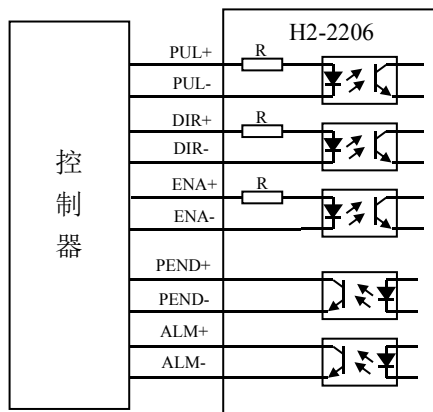 H2-2206
PUL+
R
PUL-
DIR+
R
DIR-
ENA+
R
ENA-
PEND+
PEND-
ALM+
ALM-
控
制
器